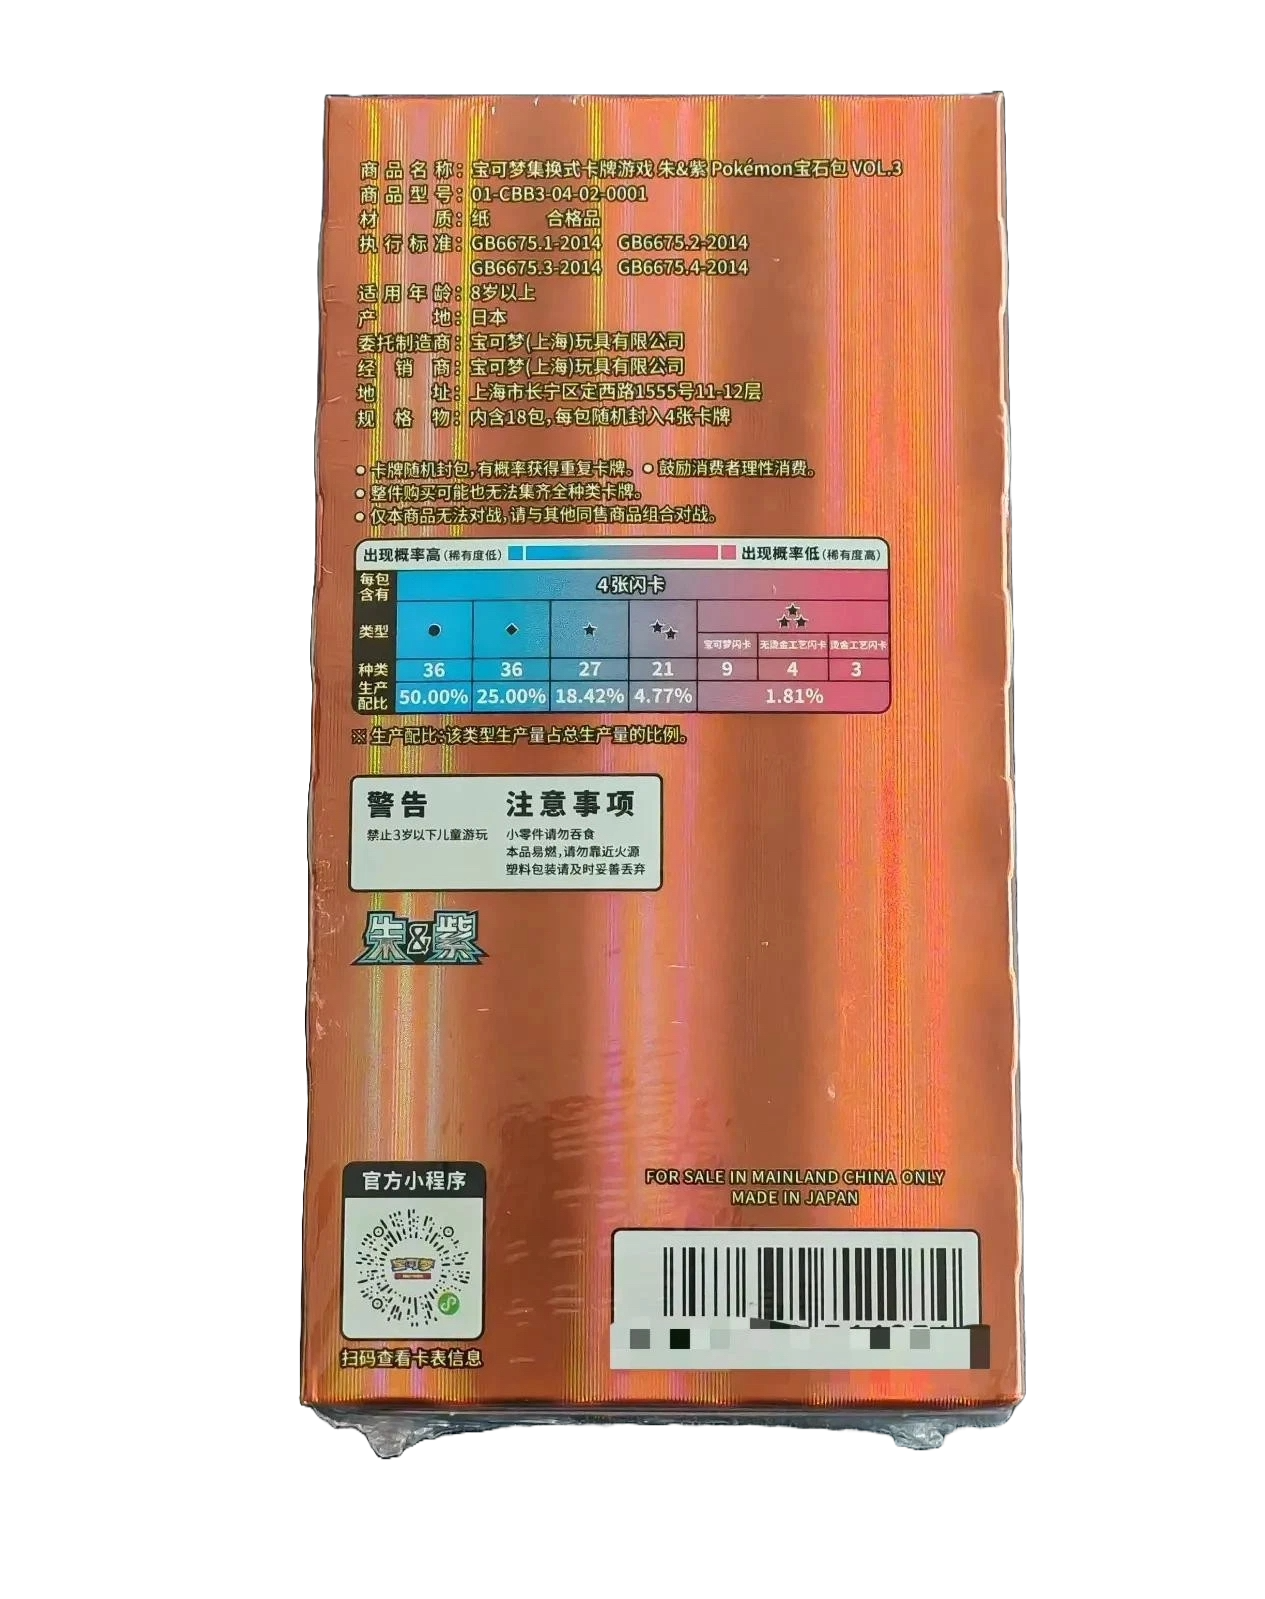 商品名称：宝可梦集换式卡牌游戏 朱&紫 Pokémon宝石包 VOL.3
商品型号：01-CBB3-04-02-0001
材质：纸 合格品
执行标准：GB6675.1-2014 GB6675.2-2014
GB6675.3-2014 GB6675.4-2014
适用年龄：8岁以上
产地：日本
委托制造商：宝可梦(上海)玩具有限公司
经销商：宝可梦(上海)玩具有限公司
地址：上海市长宁区定西路1555号11-12层
规格物：内含18包,每包随机封入4张卡牌
● 卡牌随机封包,有概率获得重复卡牌。● 鼓励消费者理性消费。
● 整件购买可能也无法集齐全种类卡牌。
● 仅本商品无法对战,请与其他同售商品组合对战。
出现概率高(稀有度低) 出现概率低(稀有度高)
每包含有 4张闪卡
类型 ● ◆ ★ ★★ ★★★
宝可梦闪卡 无烫金工艺闪卡 烫金工艺闪卡
种类 36 36 27 21 9 4 3
生产配比 50.00% 25.00% 18.42% 4.77% 1.81%
※ 生产配比:该类型生产量占总生产量的比例。
警告
禁止3岁以下儿童游玩
注意事项
小零件请勿吞食
本品易燃,请勿靠近火源
塑料包装请及时妥善丢弃
朱&紫
官方小程序
宝可梦
扫码查看卡表信息
FOR SALE IN MAINLAND CHINA ONLY
MADE IN JAPAN